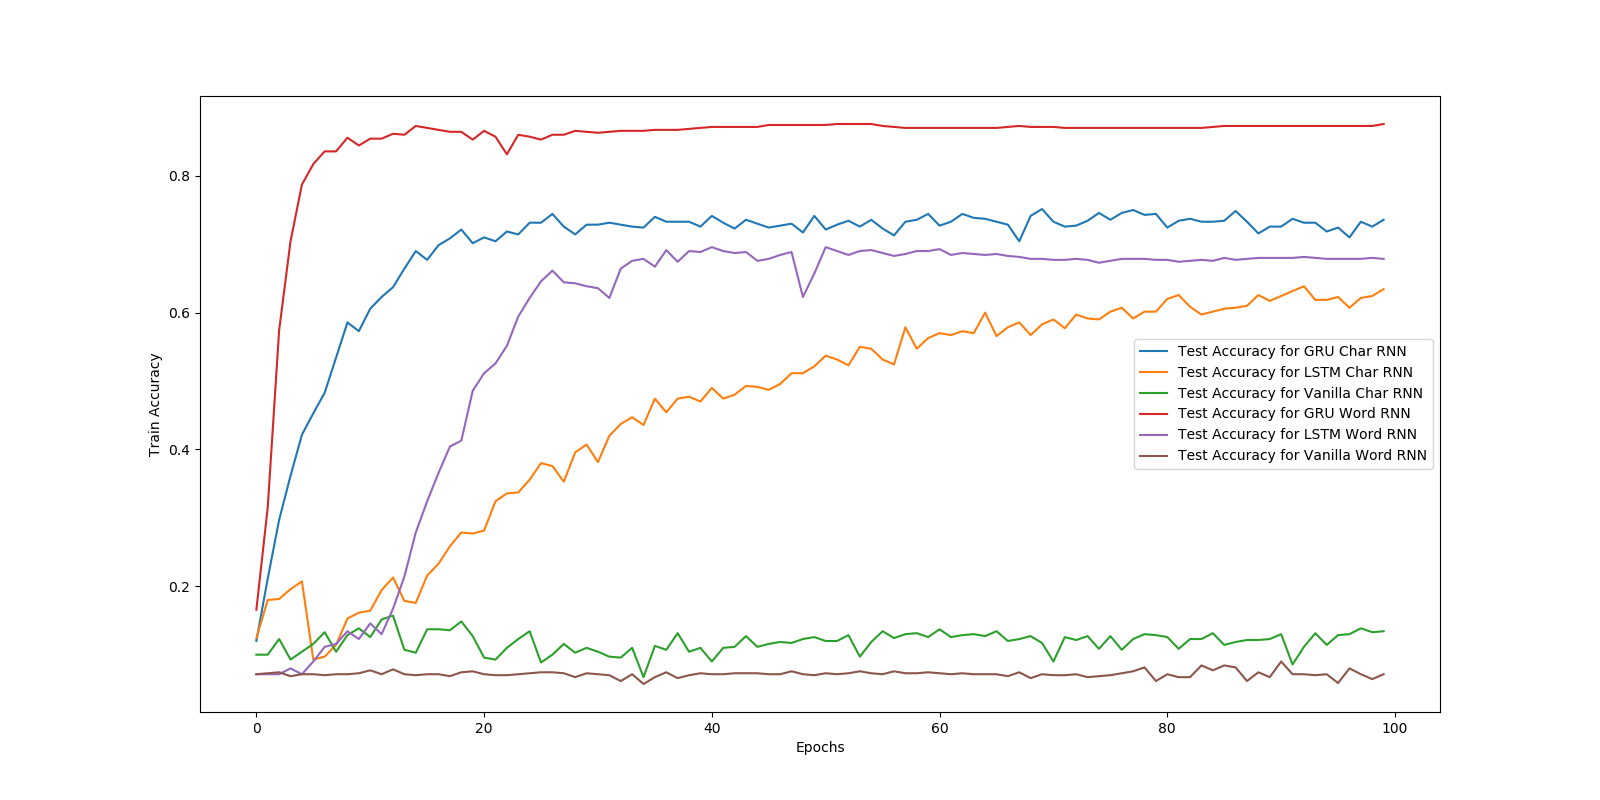 Train Accuracy
0.8
0.6
0.4
0.2
0 20 40 60 80 100
Epochs
Test Accuracy for GRU Char RNN
Test Accuracy for LSTM Char RNN
Test Accuracy for Vanilla Char RNN
Test Accuracy for GRU Word RNN
Test Accuracy for LSTM Word RNN
Test Accuracy for Vanilla Word RNN